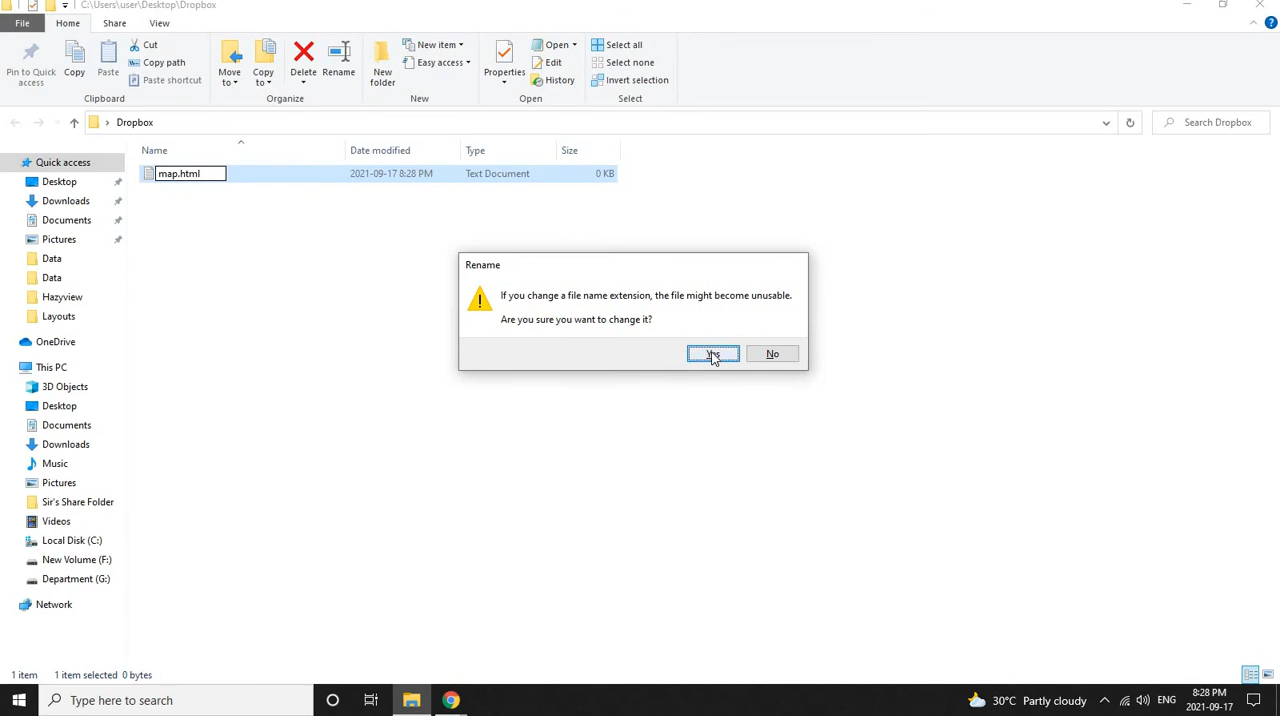 C:\Users\user\Desktop\Dropbox
File Home Share View
Pin to Quick access
Copy
Paste
Cut
Copy path
Paste shortcut
Clipboard
Move to
Copy to
Delete
Rename
Organize
New folder
New item
Easy access
New
Properties
Open
Edit
History
Open
Select all
Select none
Invert selection
Select
Dropbox
Search Dropbox
Name Date modified Type Size
map.html 2021-09-17 8:28 PM Text Document 0 KB
Quick access
Desktop
Downloads
Documents
Pictures
Data
Data
Hazyview
Layouts
OneDrive
This PC
3D Objects
Desktop
Documents
Downloads
Music
Pictures
Sir's Share Folder
Videos
Local Disk (C:)
New Volume (F:)
Department (G:)
Network
Rename
If you change a file name extension, the file might become unusable.
Are you sure you want to change it?
Yes No
1 item 1 item selected 0 bytes
Type here to search
30°C Partly cloudy
ENG
8:28 PM
2021-09-17